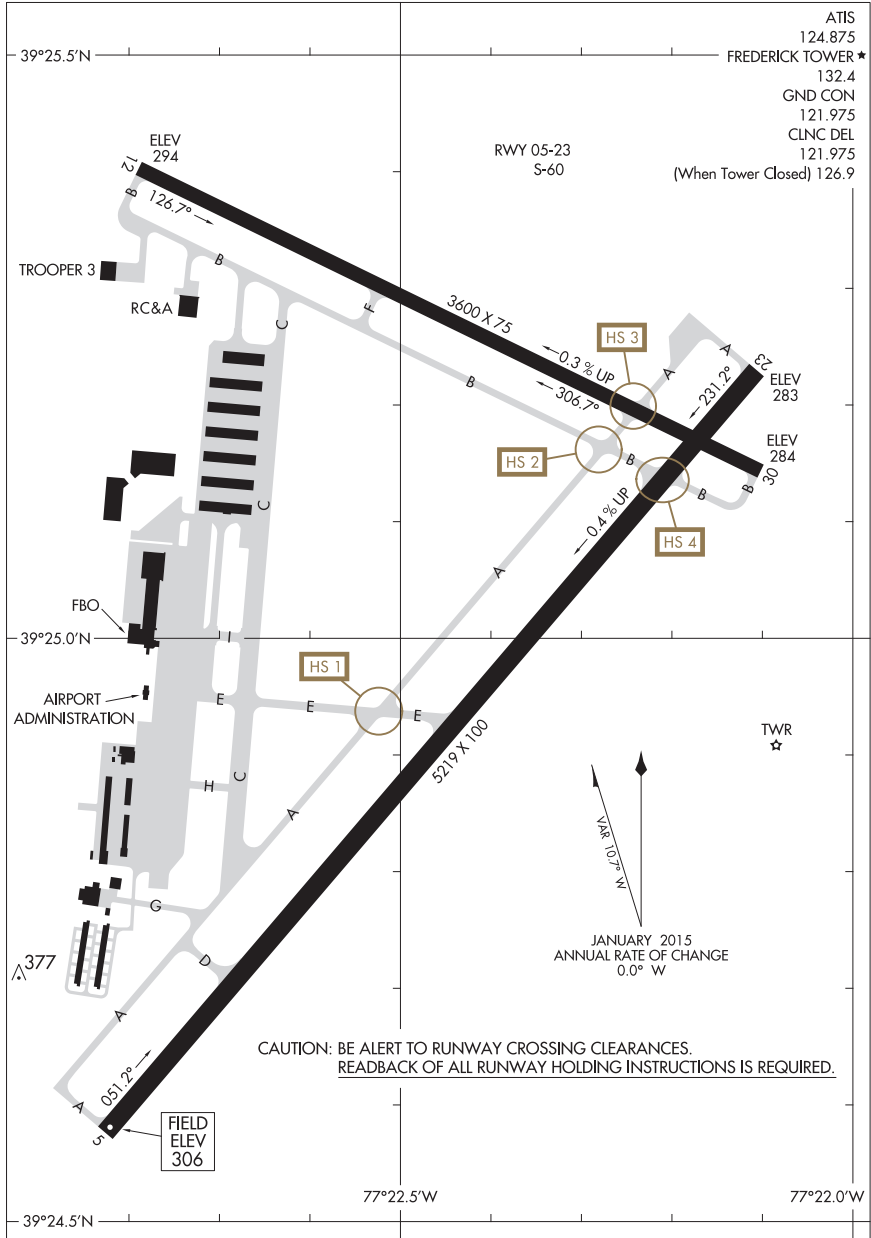 ATIS
124.875
39°25.5'N
FREDERICK TOWER ★
132.4
GND CON
121.975
CLNC DEL
121.975
(When Tower Closed) 126.9
RWY 05-23
S-60
ELEV
294
12
B
126.7° →
TROOPER 3
RC&A
B
C
F
3600 X 75
←0.3 % UP
←306.7°
HS 3
A
A
23
←231.2°
ELEV
283
B
HS 2
B
ELEV
284
30
B
B
HS 4
←0.4 % UP
C
A
FBO
39°25.0'N
I
HS 1
AIRPORT
ADMINISTRATION
E
E
E
5219 X 100
TWR
H
C
A
VAR 10.7° W
JANUARY 2015
ANNUAL RATE OF CHANGE
0.0° W
G
D
377
A
CAUTION: BE ALERT TO RUNWAY CROSSING CLEARANCES.
READBACK OF ALL RUNWAY HOLDING INSTRUCTIONS IS REQUIRED.
051.2° →
A
5
FIELD
ELEV
306
77°22.5'W
77°22.0'W
39°24.5'N